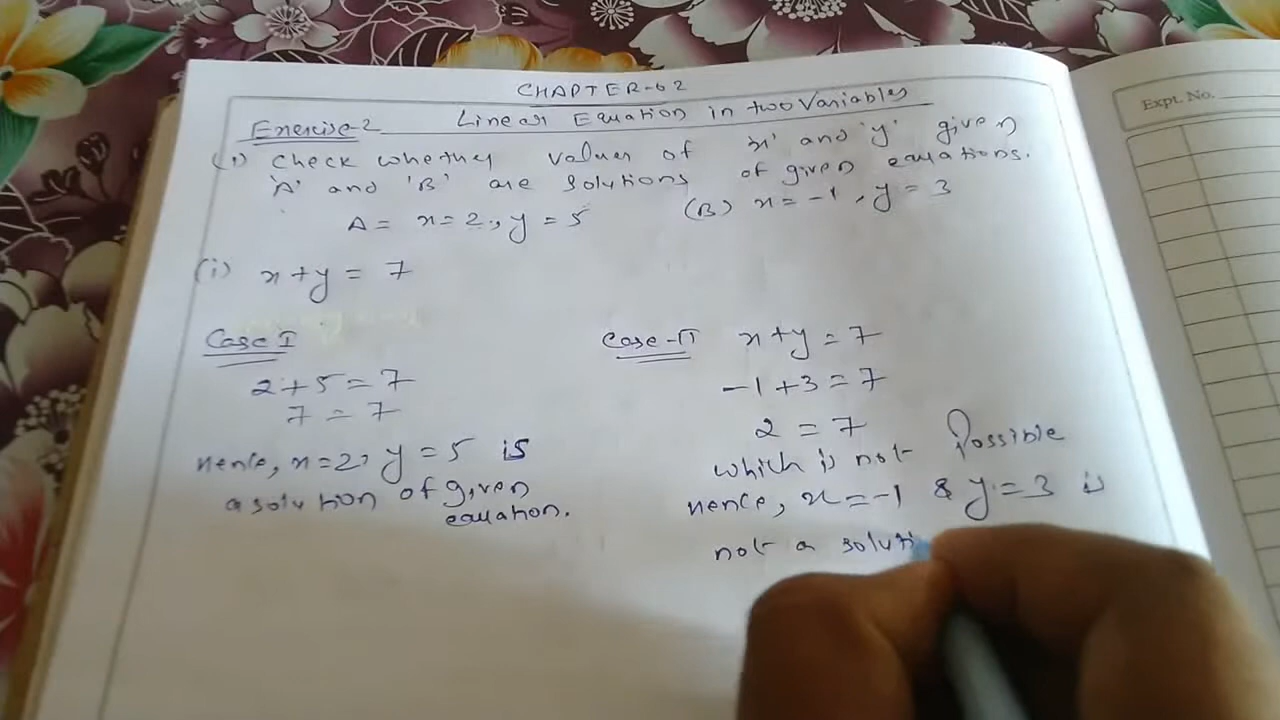 CHAPTER-02
Linear Equation in two Variables
Exercise-2
(1) Check whether values of 'x' and 'y' given
'A' and 'B' are solutions of given equations.
A = x=2, y=5 (B) x=-1, y=3
(i) x+y = 7
Case I
2+5=7
7=7
hence, x=2, y=5 is
a solution of given
equation.
Case-II x+y=7
-1+3=7
2=7
which is not Possible
hence, x=-1 & y=3 is
not a soluti
Expt. No.